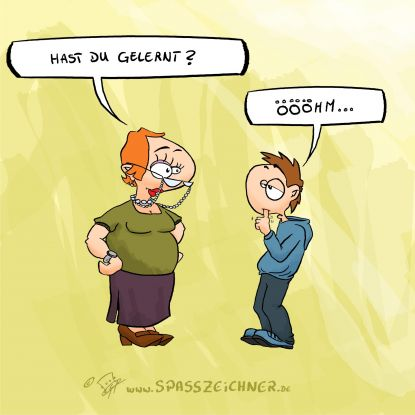 HAST DU GELERNT?
ÖÖÖHM...
© 
www.SPASSZEICHNER.de